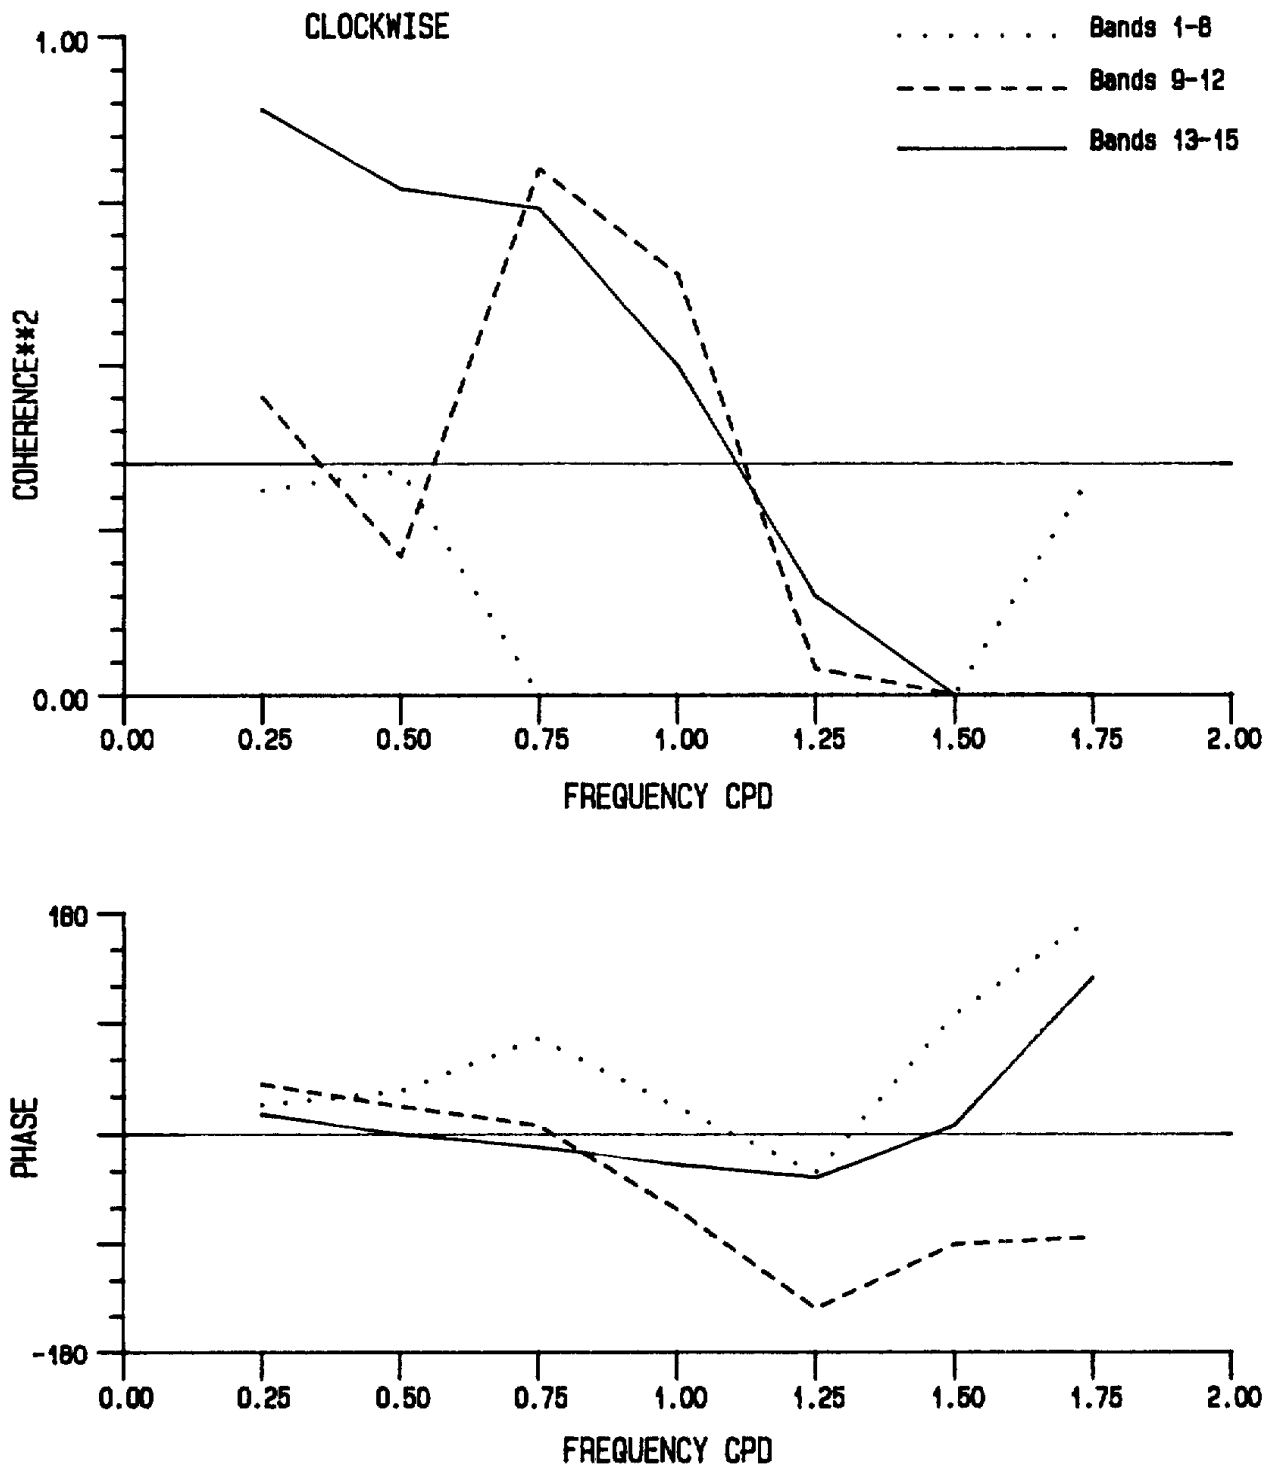 CLOCKWISE
Bands 1-8
Bands 9-12
Bands 13-15
1.00
COHERENCE**2
0.00
0.00 0.25 0.50 0.75 1.00 1.25 1.50 1.75 2.00
FREQUENCY CPD
180
PHASE
-180
0.00 0.25 0.50 0.75 1.00 1.25 1.50 1.75 2.00
FREQUENCY CPD